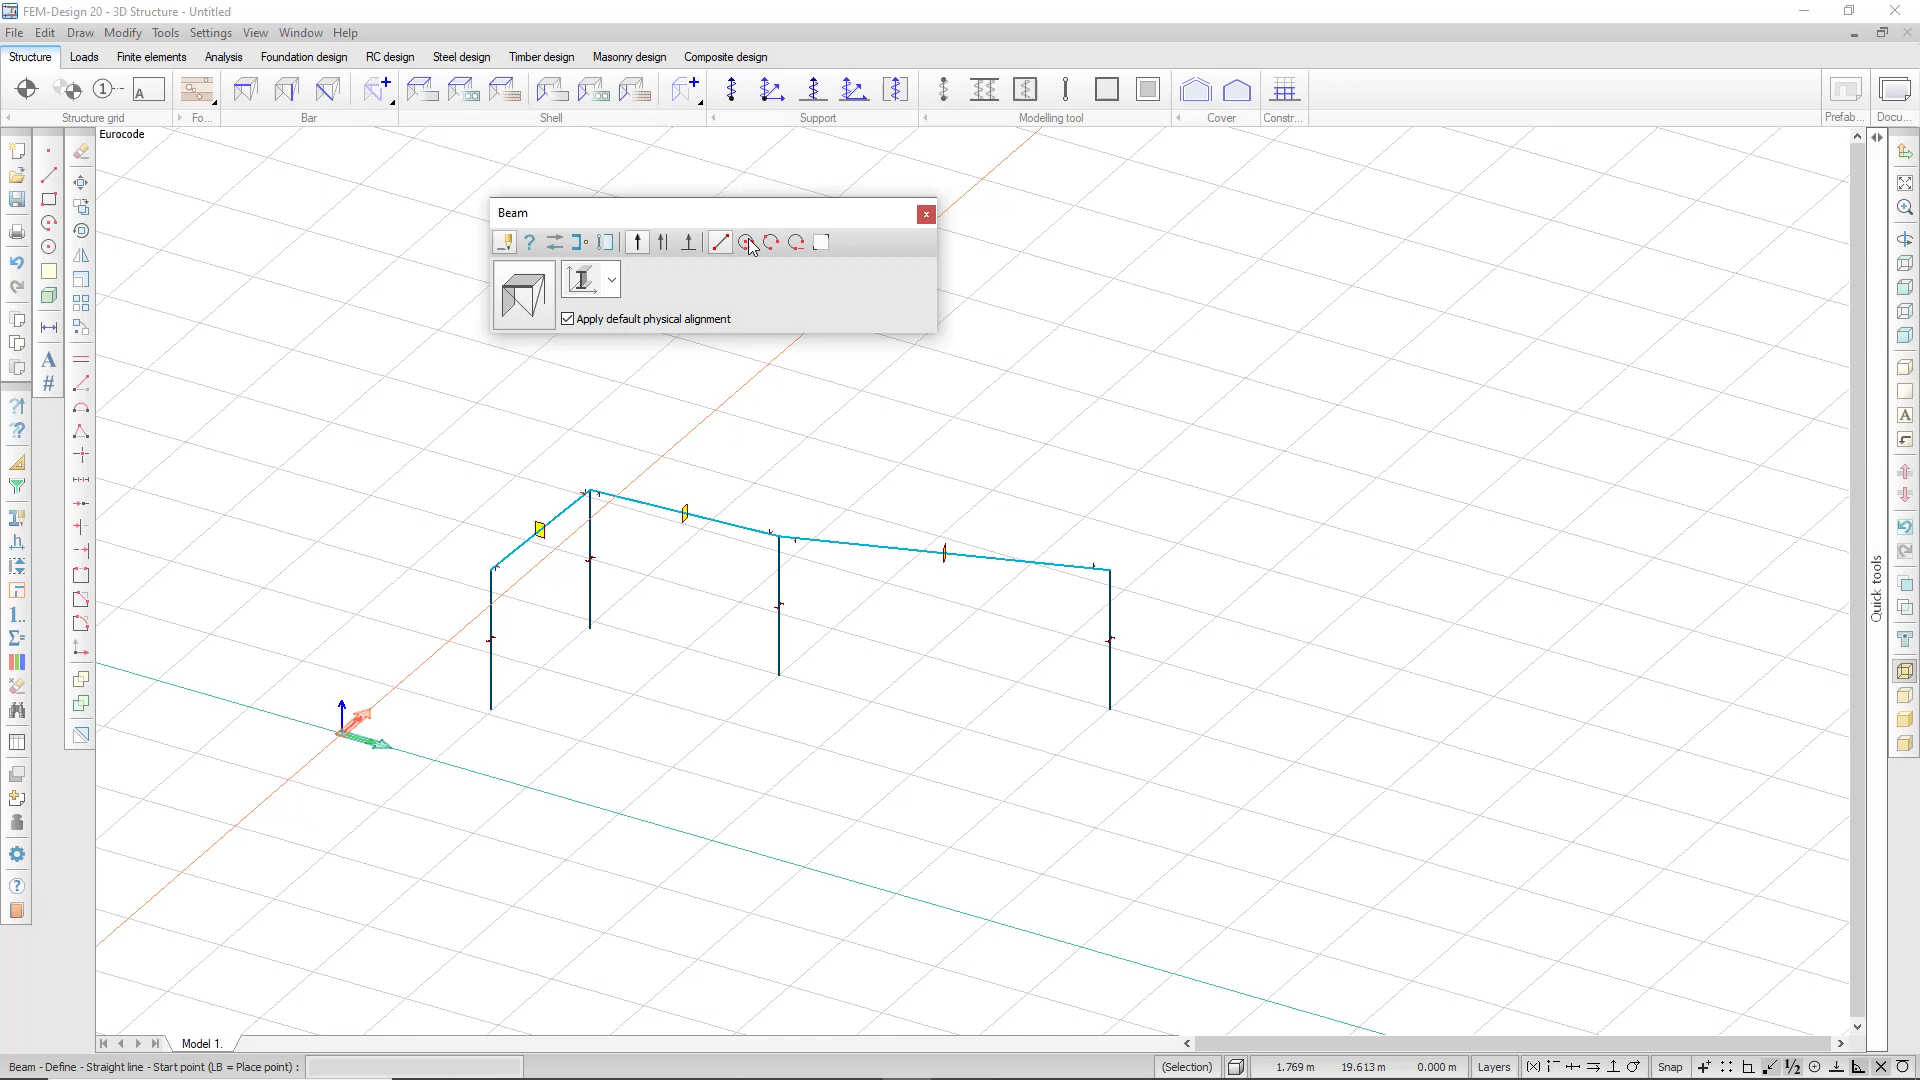 FEM-Design 20 - 3D Structure - Untitled
File Edit Draw Modify Tools Settings View Window Help
Structure Loads Finite elements Analysis Foundation design RC design Steel design Timber design Masonry design Composite design
1 A
Structure grid Fo... Bar Shell Support Modelling tool Cover Constr... Prefab... Docu...
Eurocode
Beam
Apply default physical alignment
Quick tools
Model 1.
Beam - Define - Straight line - Start point (LB = Place point) :
(Selection) 1.769 m 19.613 m 0.000 m Layers Snap 1/2